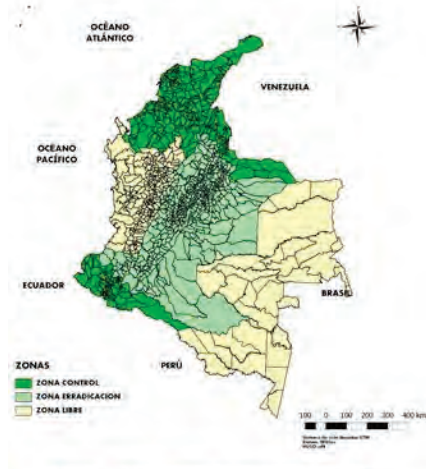 OCÉANO
ATLÁNTICO
VENEZUELA
OCÉANO
PACÍFICO
ECUADOR
BRASIL
PERÚ
ZONAS
ZONA CONTROL
ZONA ERRADICACION
ZONA LIBRE
100 0 100 200 300 400 km